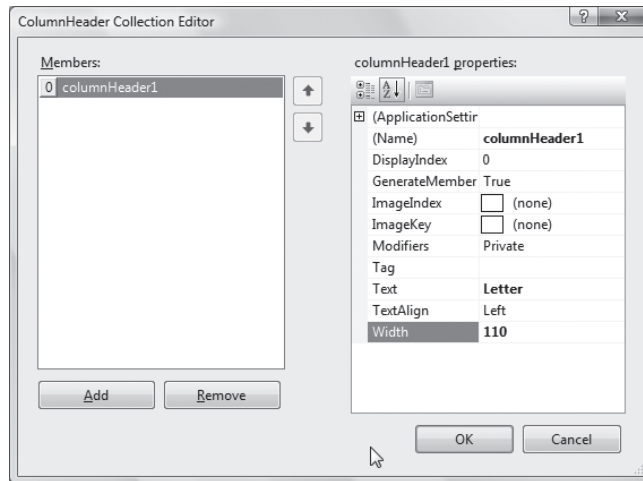 ColumnHeader Collection Editor
Members:
0 columnHeader1
Add
Remove
columnHeader1 properties:
(ApplicationSettin
(Name) columnHeader1
DisplayIndex 0
GenerateMember True
ImageIndex (none)
ImageKey (none)
Modifiers Private
Tag
Text Letter
TextAlign Left
Width 110
OK
Cancel